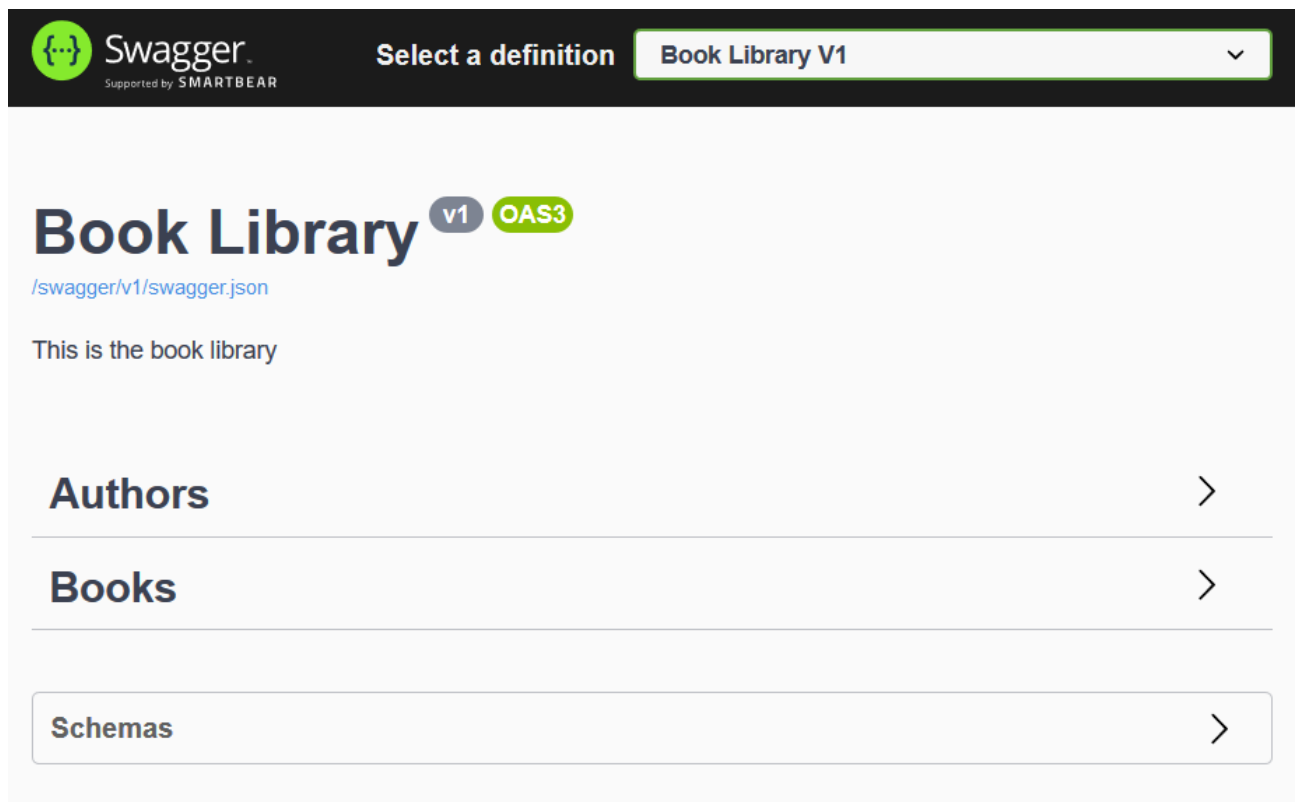 {…} Swagger™ Select a definition Book Library V1
Supported by SMARTBEAR
Book Library v1 OAS3
/swagger/v1/swagger.json
This is the book library
Authors
Books
Schemas